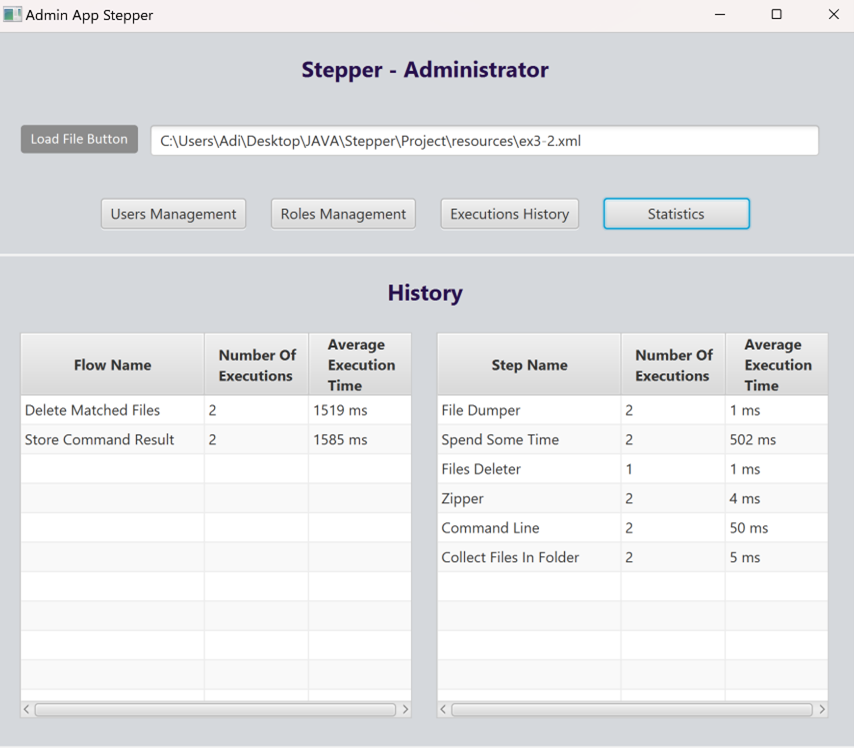 Admin App Stepper
Stepper - Administrator
Load File Button
C:\Users\Adi\Desktop\JAVA\Stepper\Project\resources\ex3-2.xml
Users Management
Roles Management
Executions History
Statistics
History
Flow Name
Number Of
Executions
Average
Execution
Time
Delete Matched Files 2 1519 ms
Store Command Result 2 1585 ms
Step Name
Number Of
Executions
Average
Execution
Time
File Dumper 2 1 ms
Spend Some Time 2 502 ms
Files Deleter 1 1 ms
Zipper 2 4 ms
Command Line 2 50 ms
Collect Files In Folder 2 5 ms